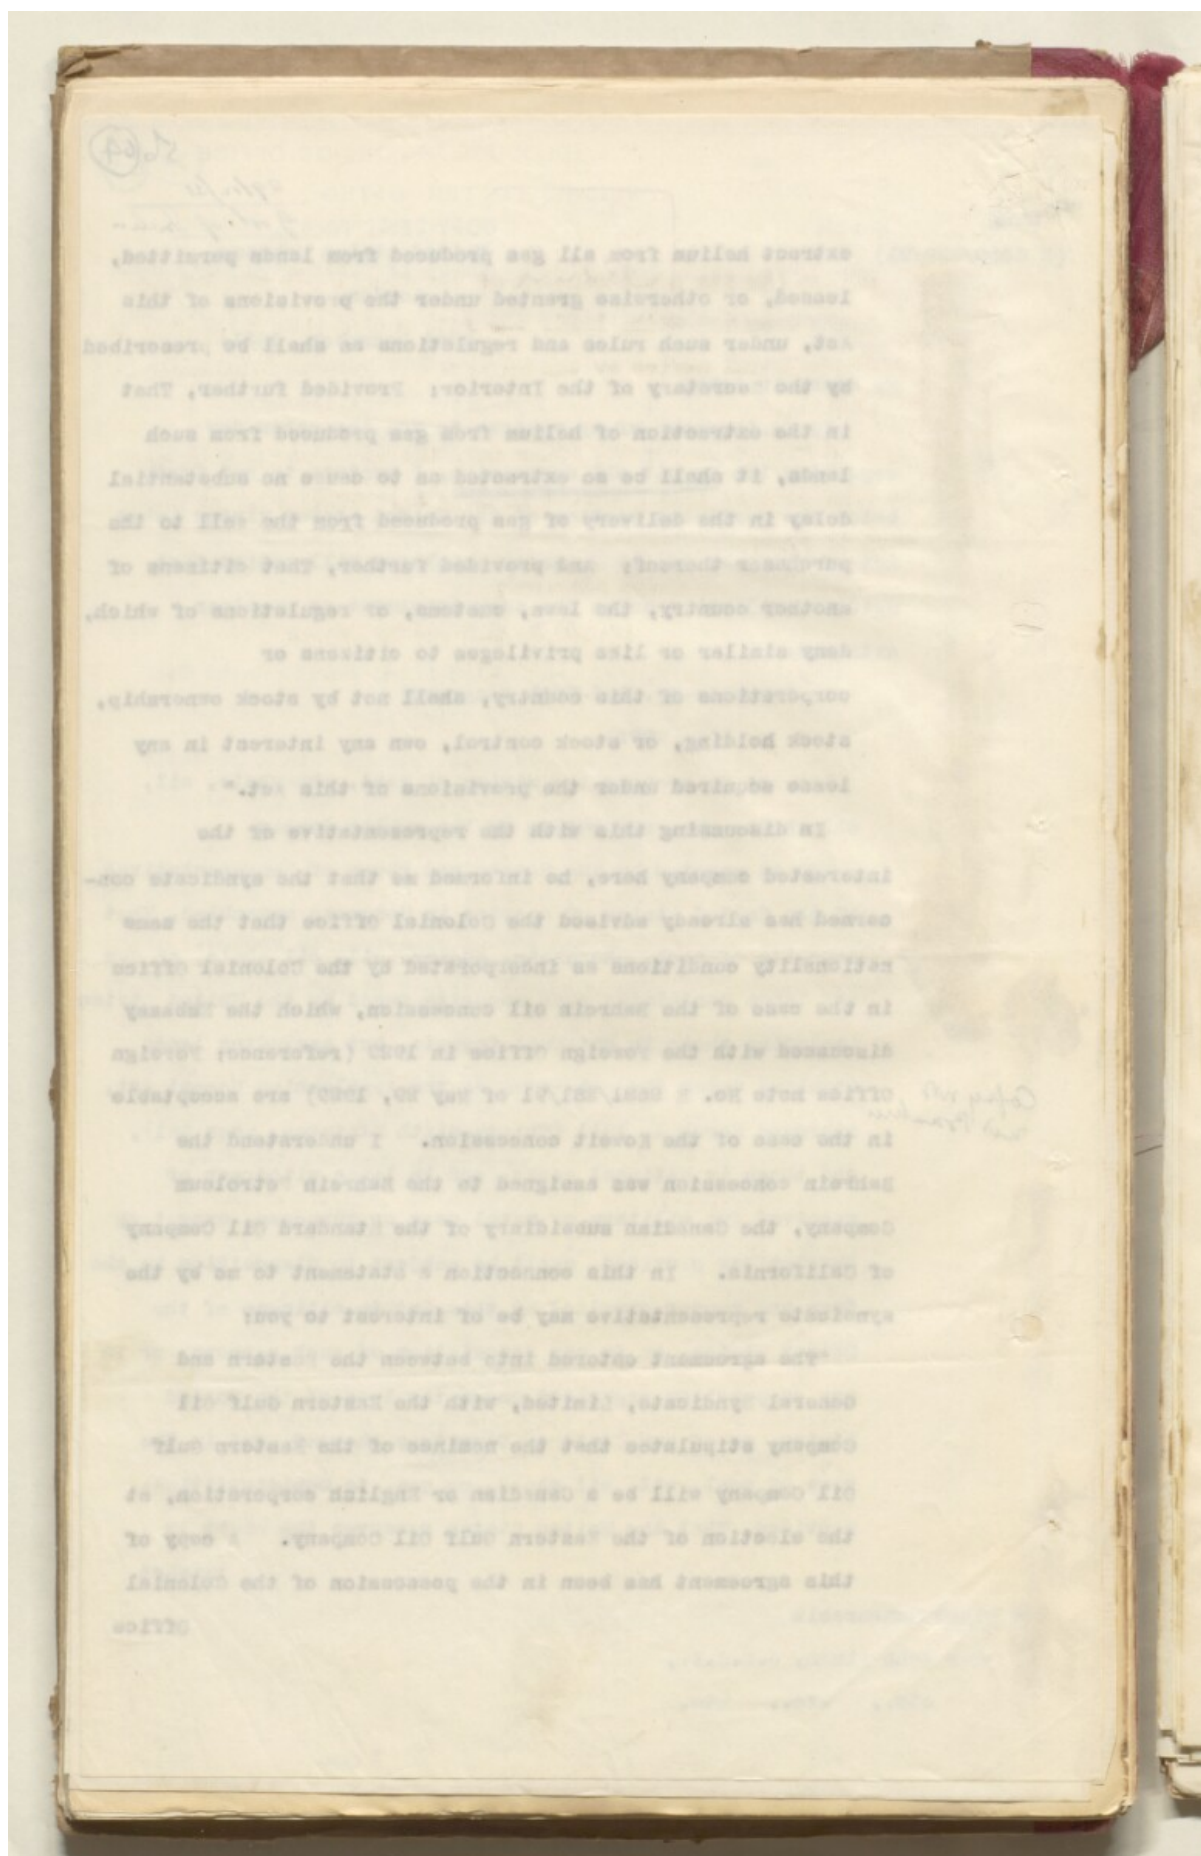 extract helium from all gas produced from lands permitted,
leased, or otherwise granted under the provisions of this
Act, under such rules and regulations as shall be prescribed
by the Secretary of the Interior: Provided further, That
in the extraction of helium from gas produced from such
lands, it shall be so extracted as to cause no substantial
delay in the delivery of gas produced from the well to the
purchaser thereof; And provided further, That citizens of
another country, the laws, customs, or regulations of which,
deny similar or like privileges to citizens or
corporations of this country, shall not by stock ownership,
stock holding, or stock control, own any interest in any
lease acquired under the provisions of this Act."
In discussing this with the representative of the
interested company here, he informed me that the syndicate con-
cerned has already advised the Colonial Office that the same
nationality conditions as incorporated by the Colonial Office
in the case of the Bahrein oil concession, which the Embassy
discussed with the Foreign Office in 1929 (reference: Foreign
Office note No. of May 29, 1929) are acceptable
in the case of the Koweit concession. I understand the
Bahrein concession was assigned to the Bahrein Petroleum
Company, the Canadian subsidiary of the Standard Oil Company
of California. In this connection a statement to me by the
syndicate representative may be of interest to you:
"The agreement entered into between the Eastern and
General Syndicate, Limited, with the Eastern Gulf Oil
Company stipulates that the nominee of the Eastern Gulf
Oil Company will be a Canadian or English corporation, at
the election of the Eastern Gulf Oil Company. A copy of
this agreement has been in the possession of the Colonial
Office